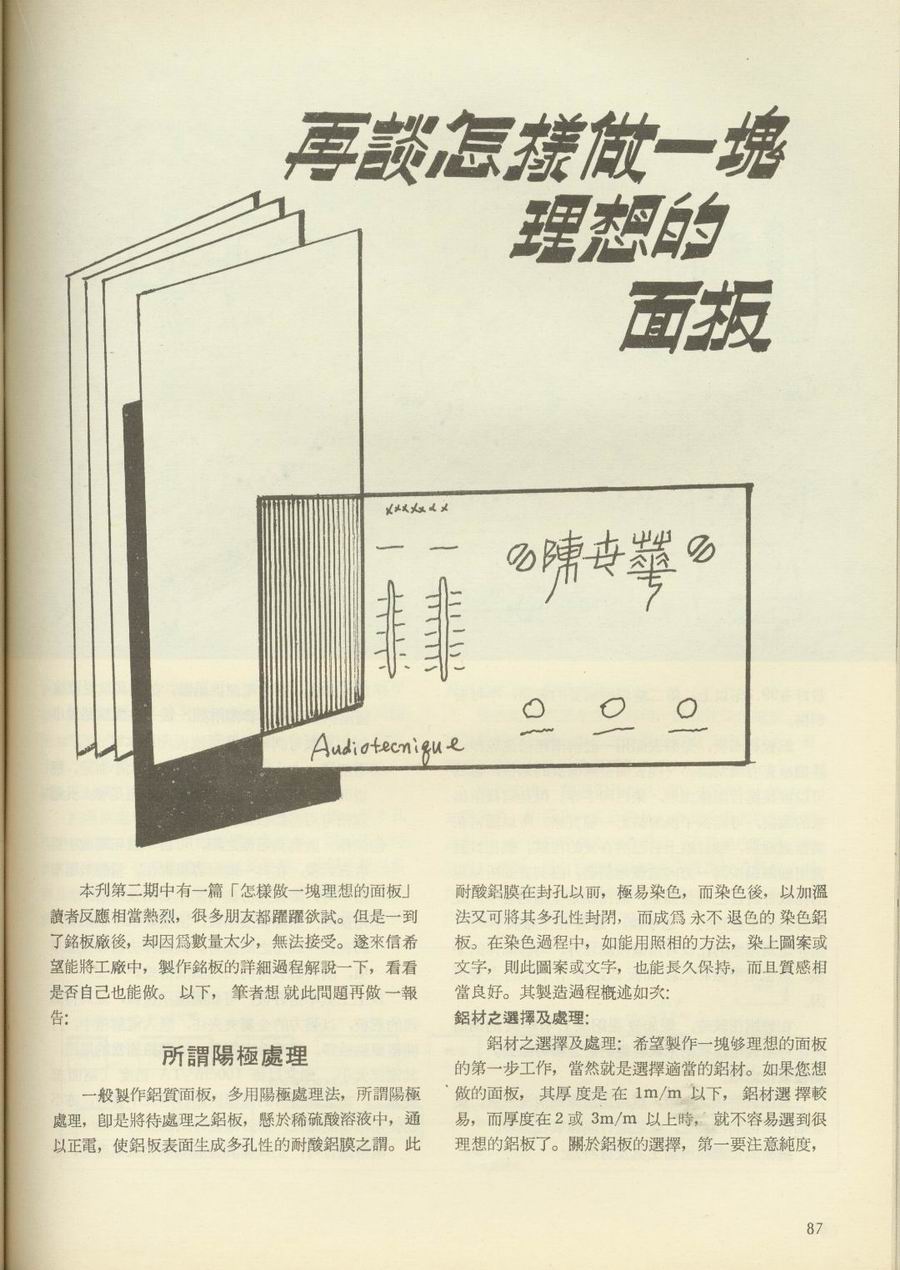 再談怎樣做一塊
理想的
面板
陳世華
Audiotecnique
本刊第二期中有一篇「怎樣做一塊理想的面板」
讀者反應相當熱烈，很多朋友都躍躍欲試。但是一到
了銘板廠後，却因爲數量太少，無法接受。遂來信希
望能將工廠中，製作銘板的詳細過程解說一下，看看
是否自己也能做。以下，筆者想就此問題再做一報
告：
所謂陽極處理
一般製作鋁質面板，多用陽極處理法，所謂陽極
處理，卽是將待處理之鋁板，懸於稀硫酸溶液中，通
以正電，使鋁板表面生成多孔性的耐酸鋁膜之謂。此
耐酸鋁膜在封孔以前，極易染色，而染色後，以加溫
法又可將其多孔性封閉，而成爲永不退色的染色鋁
板。在染色過程中，如能用照相的方法，染上圖案或
文字，則此圖案或文字，也能長久保持，而且質感相
當良好。其製造過程概述如次：
鋁材之選擇及處理：
鋁材之選擇及處理：希望製作一塊够理想的面板
的第一步工作，當然就是選擇適當的鋁材。如果您想
做的面板，其厚度是在 1m/m 以下，鋁材選擇較
易，而厚度在2或 3m/m 以上時，就不容易選到很
理想的鋁板了。關於鋁板的選擇，第一要注意純度，
87